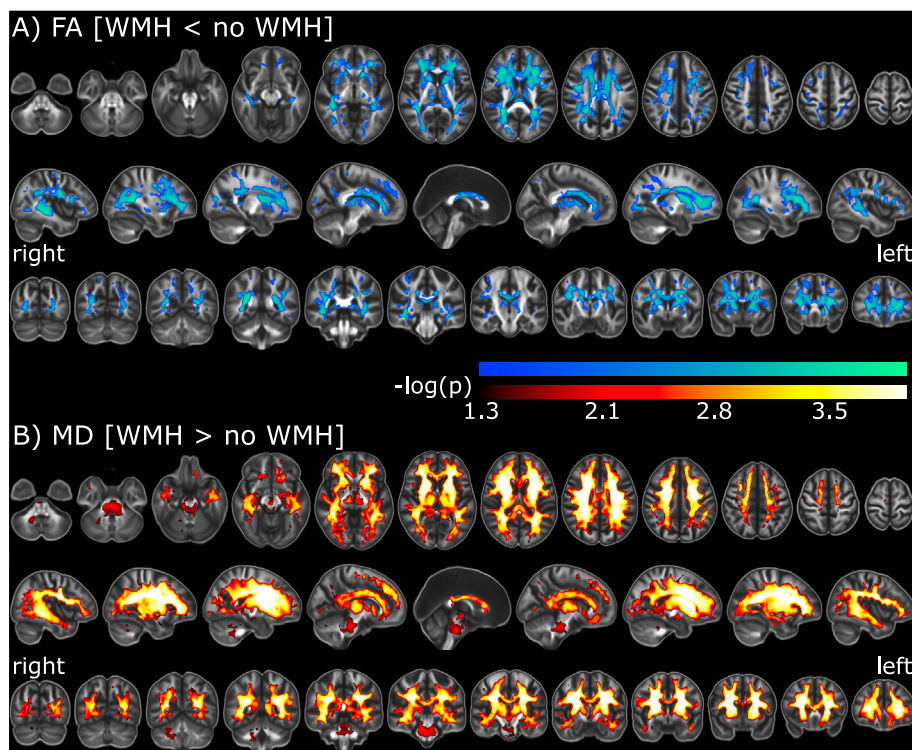 A) FA [WMH < no WMH]
right left
-log(p)
1.3 2.1 2.8 3.5
B) MD [WMH > no WMH]
right left